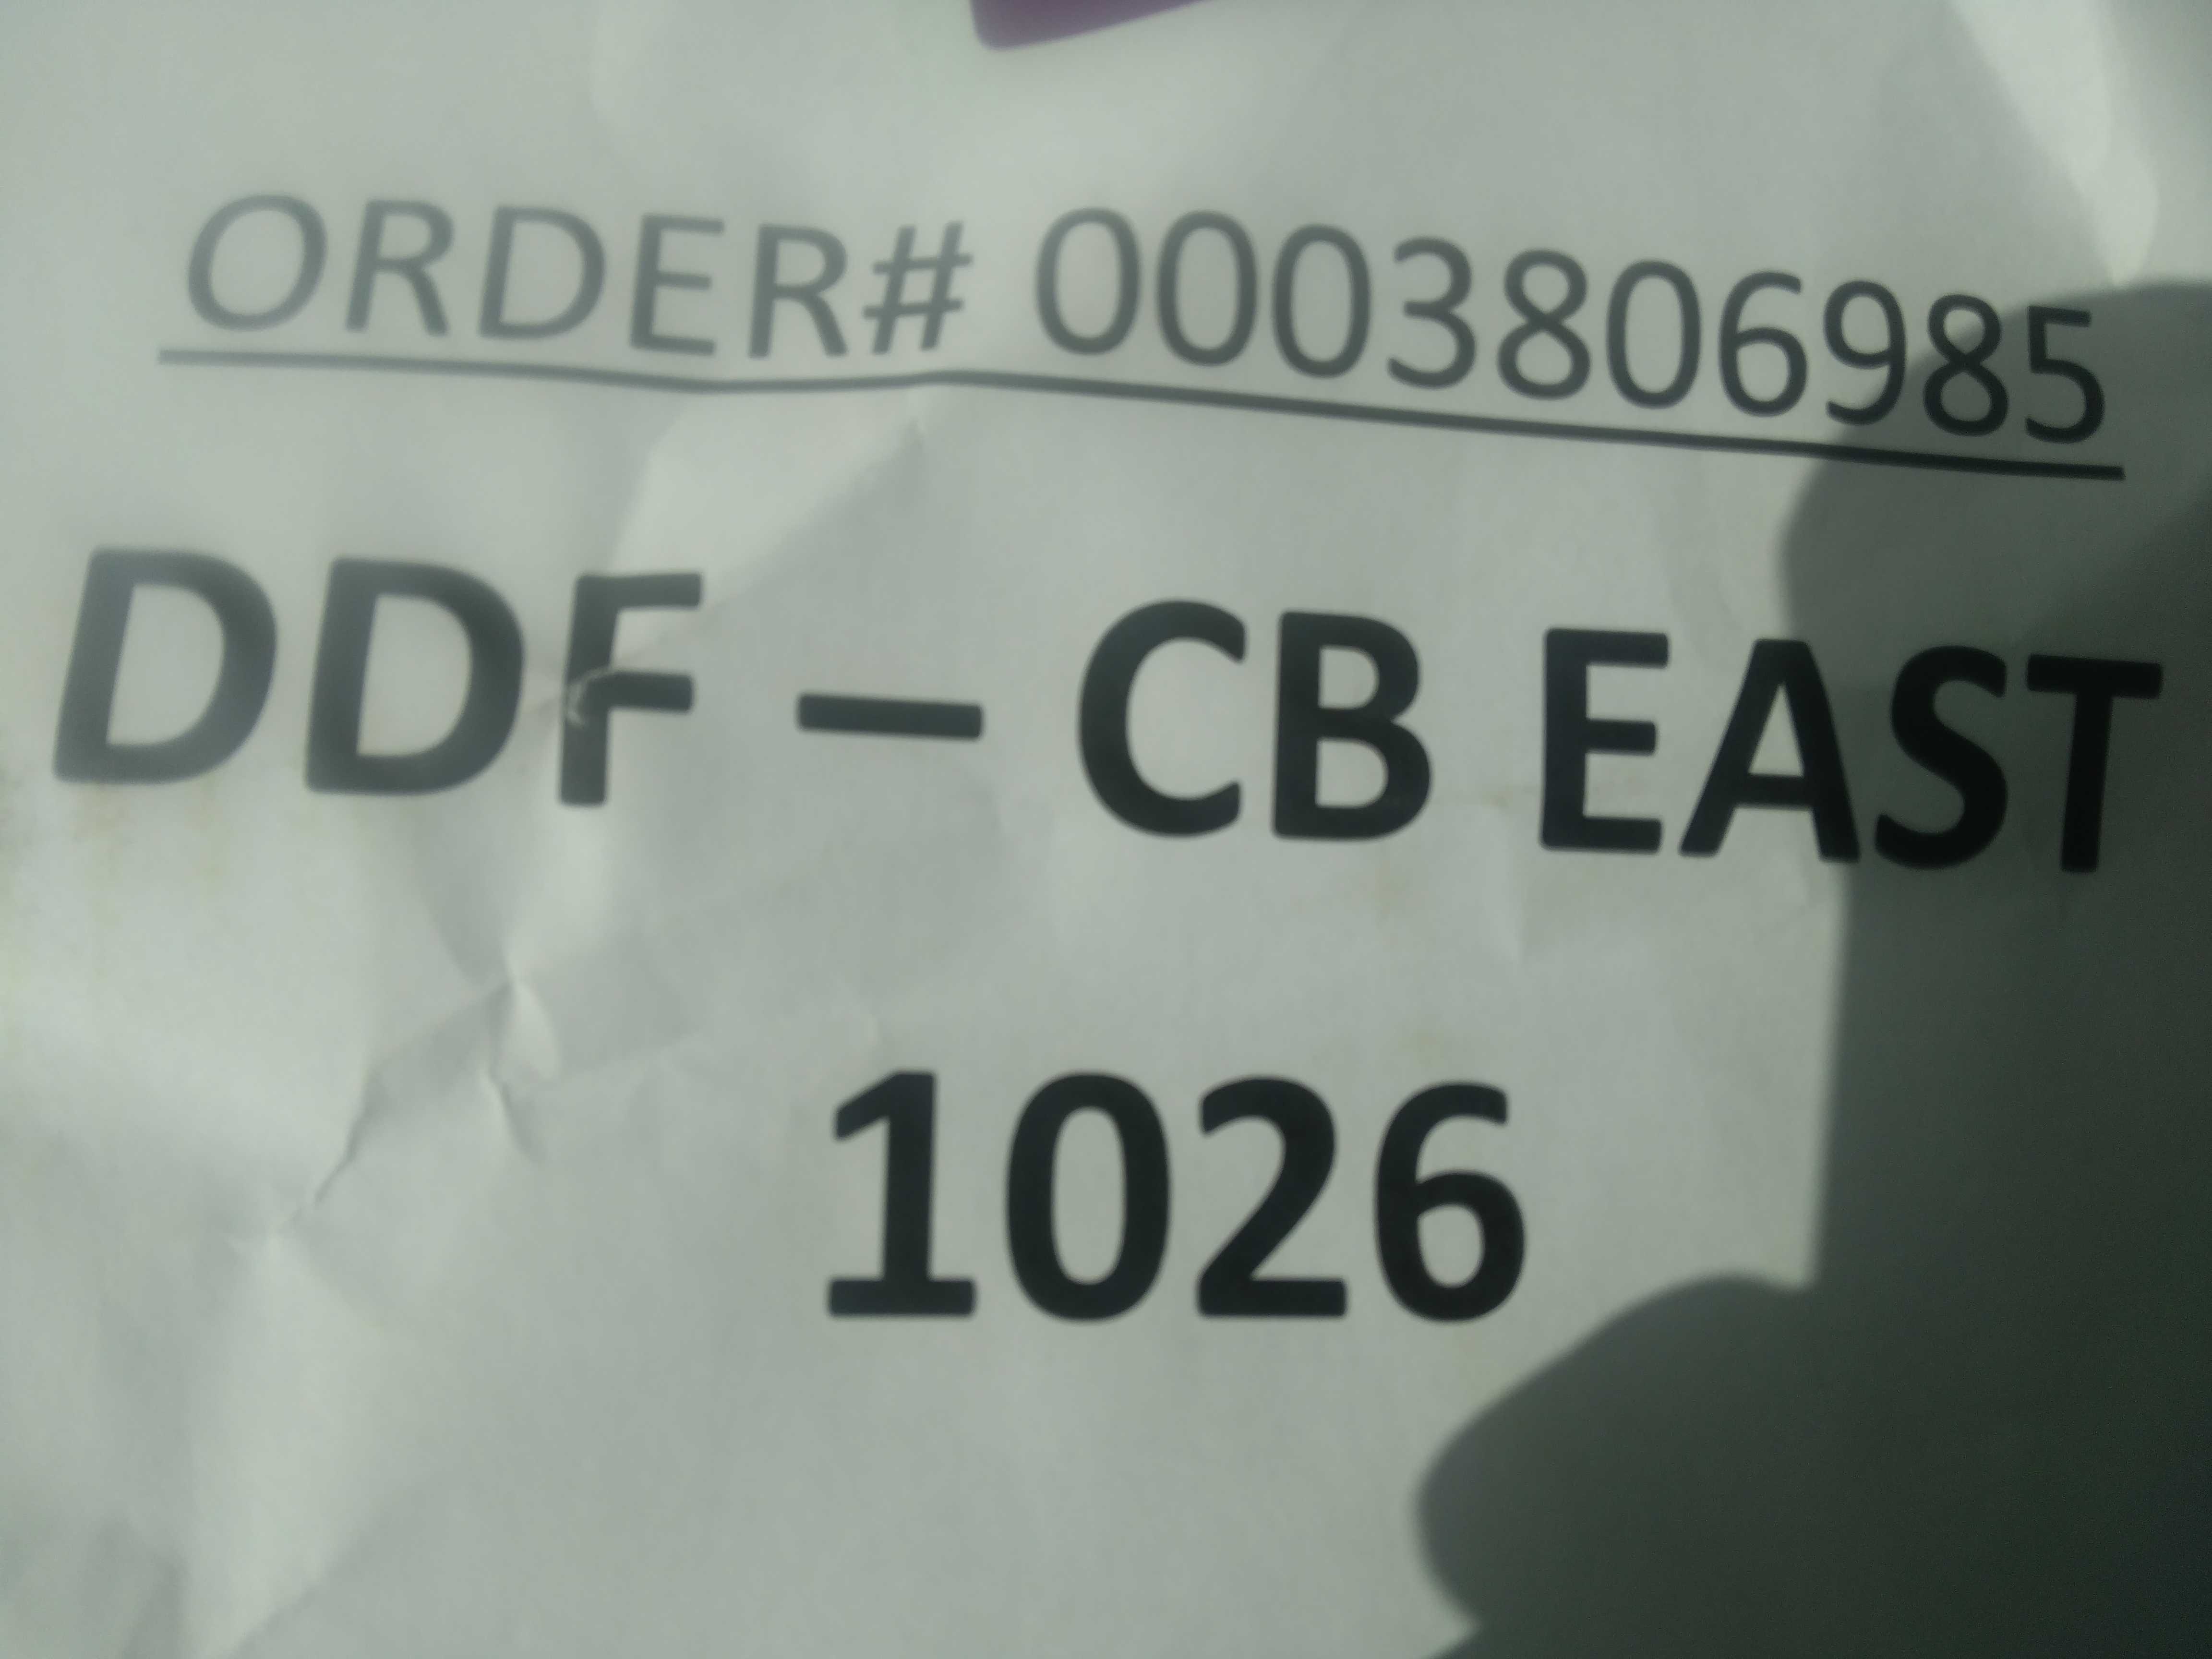 ORDER# 0003806985
DDF – CB EAST
1026